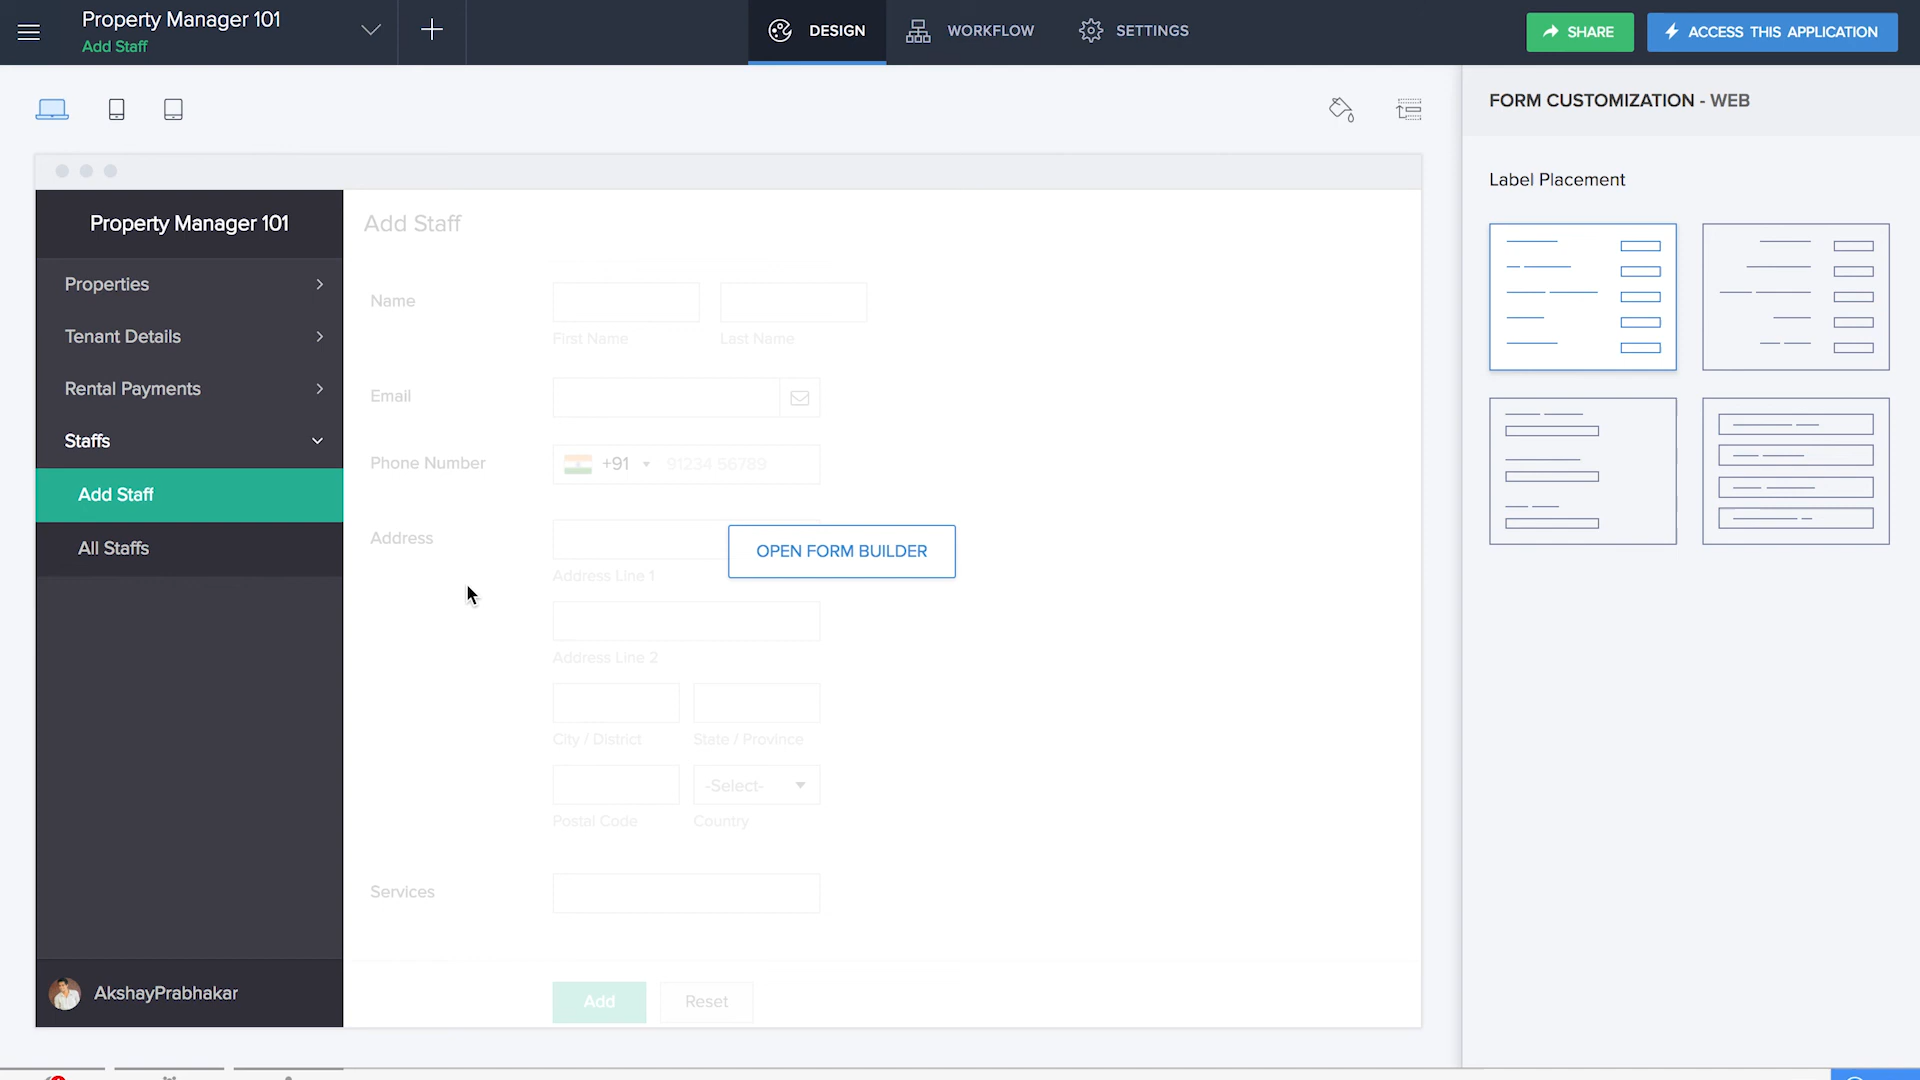 Property Manager 101
Add Staff
DESIGN
WORKFLOW
SETTINGS
SHARE
ACCESS THIS APPLICATION
FORM CUSTOMIZATION - WEB
Label Placement
Property Manager 101
Properties
Tenant Details
Rental Payments
Staffs
Add Staff
All Staffs
AkshayPrabhakar
Add Staff
Name
First Name
Last Name
Email
Phone Number
+91
91234 56789
Address
OPEN FORM BUILDER
Address Line 1
Address Line 2
City / District
State / Province
-Select-
Postal Code
Country
Services
Add
Reset